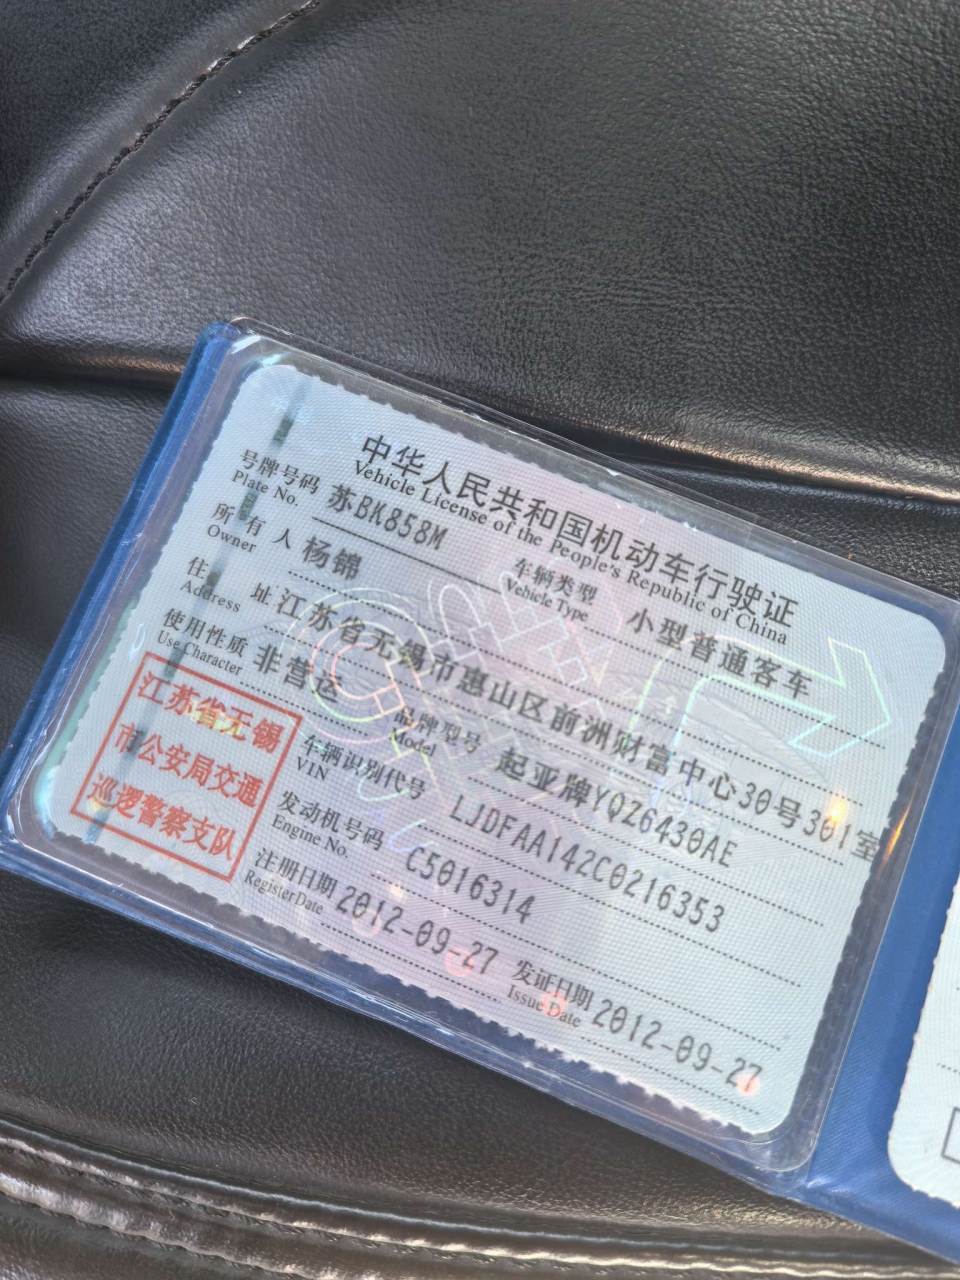 中华人民共和国机动车行驶证
Vehicle License of the People's Republic of China
号牌号码 苏BK858M 车辆类型 小型普通客车
Plate No. Vehicle Type
所有人 杨锦
Owner
住址 江苏省无锡市惠山区前洲财富中心30号301室
Address
使用性质 非营运 品牌型号 起亚牌YQZ6430AE
Use Character Model
江苏省无锡
市公安局交通
巡逻警察支队
车辆识别代号 LJDFAA142C0216353
VIN
发动机号码 C5016314
Engine No.
注册日期 2012-09-27 发证日期 2012-09-27
Register Date Issue Date